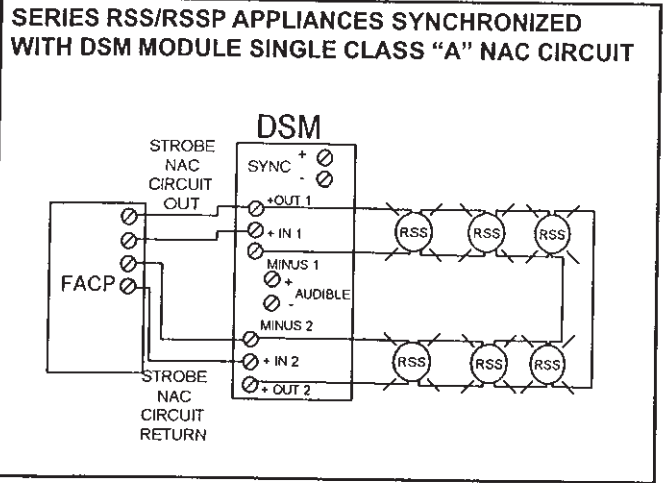 SERIES RSS/RSSP APPLIANCES SYNCHRONIZED
WITH DSM MODULE SINGLE CLASS “A” NAC CIRCUIT
DSM
STROBE
NAC
CIRCUIT
OUT
SYNC + 
-
+OUT 1
+ IN 1
MINUS 1
+
AUDIBLE
-
MINUS 2
+ IN 2
+ OUT 2
FACP
STROBE
NAC
CIRCUIT
RETURN
RSS RSS RSS
RSS RSS RSS